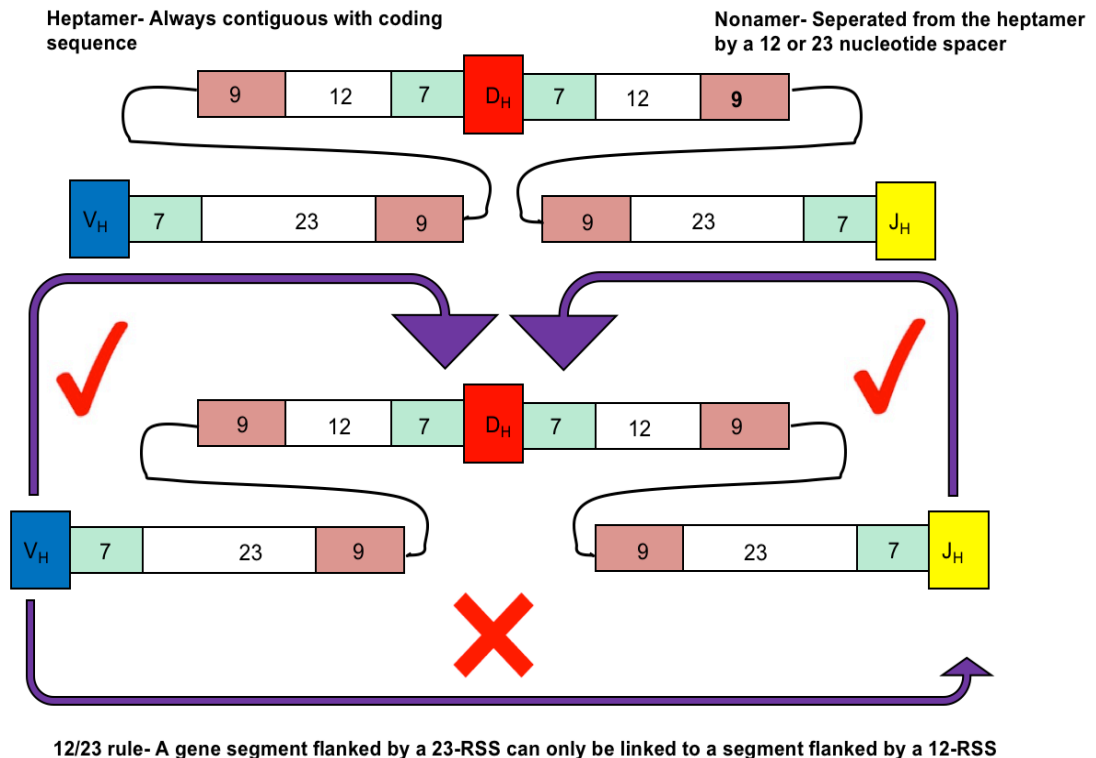 Heptamer- Always contiguous with coding
sequence
Nonamer- Seperated from the heptamer
by a 12 or 23 nucleotide spacer
9 12 7 DH 7 12 9
VH 7 23 9 9 23 7 JH
9 12 7 DH 7 12 9
VH 7 23 9 9 23 7 JH
12/23 rule- A gene segment flanked by a 23-RSS can only be linked to a segment flanked by a 12-RSS